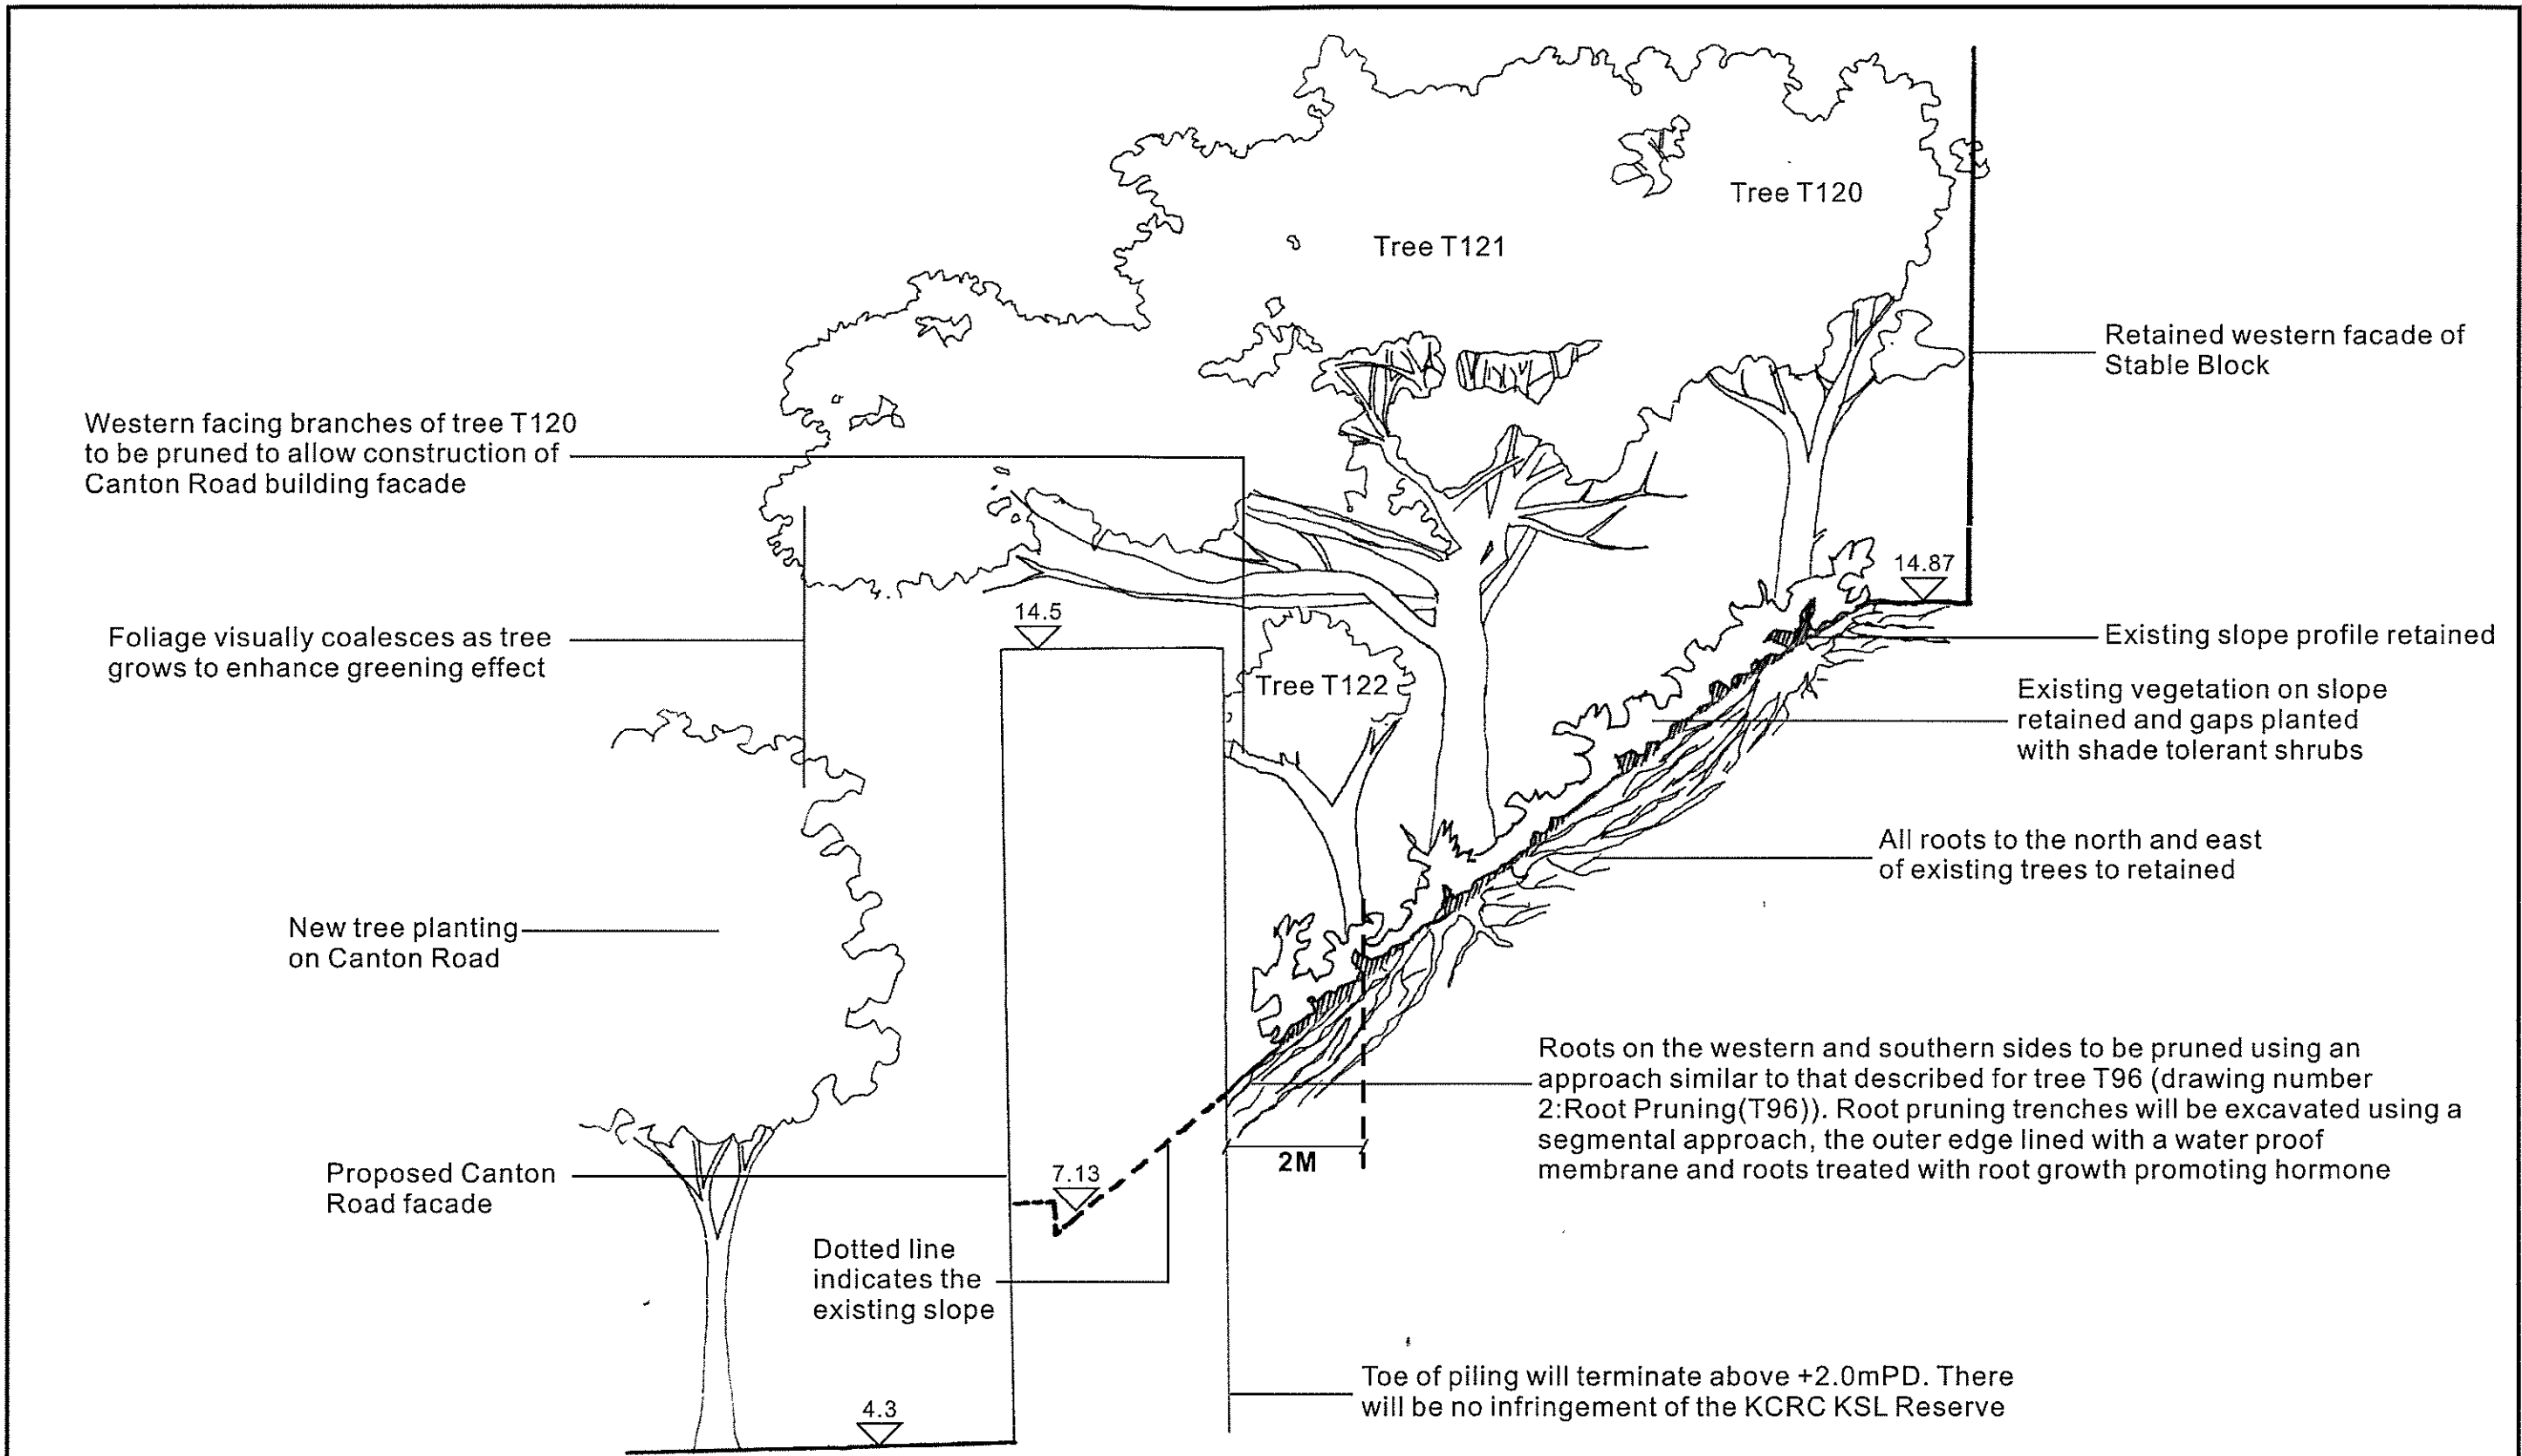 Tree T120
Tree T121
Retained western facade of
Stable Block
Western facing branches of tree T120
to be pruned to allow construction of
Canton Road building facade
14.87
14.5
Foliage visually coalesces as tree
grows to enhance greening effect
Existing slope profile retained
Tree T122
Existing vegetation on slope
retained and gaps planted
with shade tolerant shrubs
All roots to the north and east
of existing trees to retained
New tree planting
on Canton Road
Roots on the western and southern sides to be pruned using an
approach similar to that described for tree T96 (drawing number
2:Root Pruning(T96)). Root pruning trenches will be excavated using a
segmental approach, the outer edge lined with a water proof
membrane and roots treated with root growth promoting hormone
2M
Proposed Canton
Road facade
7.13
Dotted line
indicates the
existing slope
Toe of piling will terminate above +2.0mPD. There
will be no infringement of the KCRC KSL Reserve
4.3